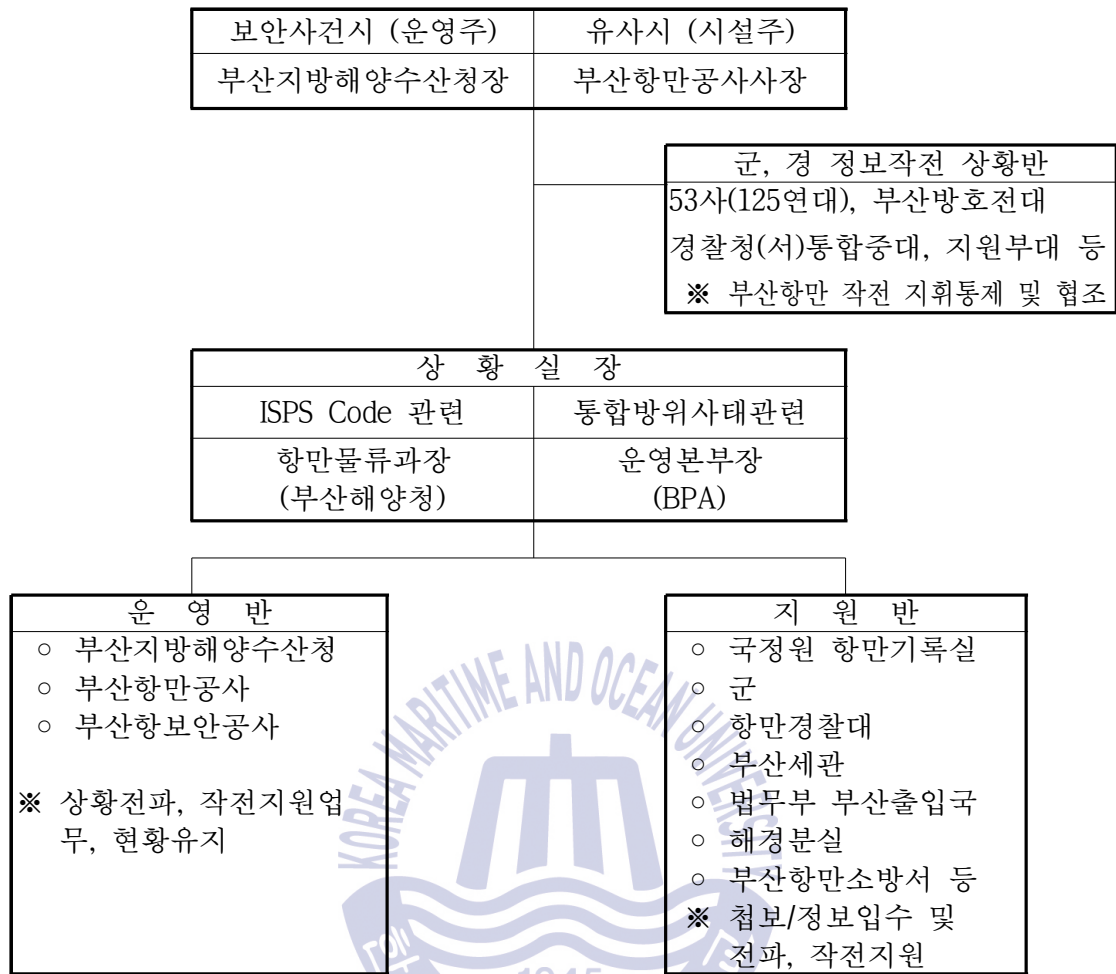 보안사건시 (운영주) 유사시 (시설주)
부산지방해양수산청장 부산항만공사사장
군, 경 정보작전 상황반
53사(125연대), 부산방호전대
경찰청(서)통합중대, 지원부대 등
※ 부산항만 작전 지휘통제 및 협조
상 황 실 장
ISPS Code 관련 통합방위사태관련
항만물류과장 운영본부장
(부산해양청) (BPA)
운 영 반
○ 부산지방해양수산청
○ 부산항만공사
○ 부산항보안공사
※ 상황전파, 작전지원업
무, 현황유지
지 원 반
○ 국정원 항만기록실
○ 군
○ 항만경찰대
○ 부산세관
○ 법무부 부산출입국
○ 해경분실
○ 부산항만소방서 등
※ 첩보/정보입수 및
전파, 작전지원
KOREA MARITIME AND OCEAN UNIVERSITY
1945